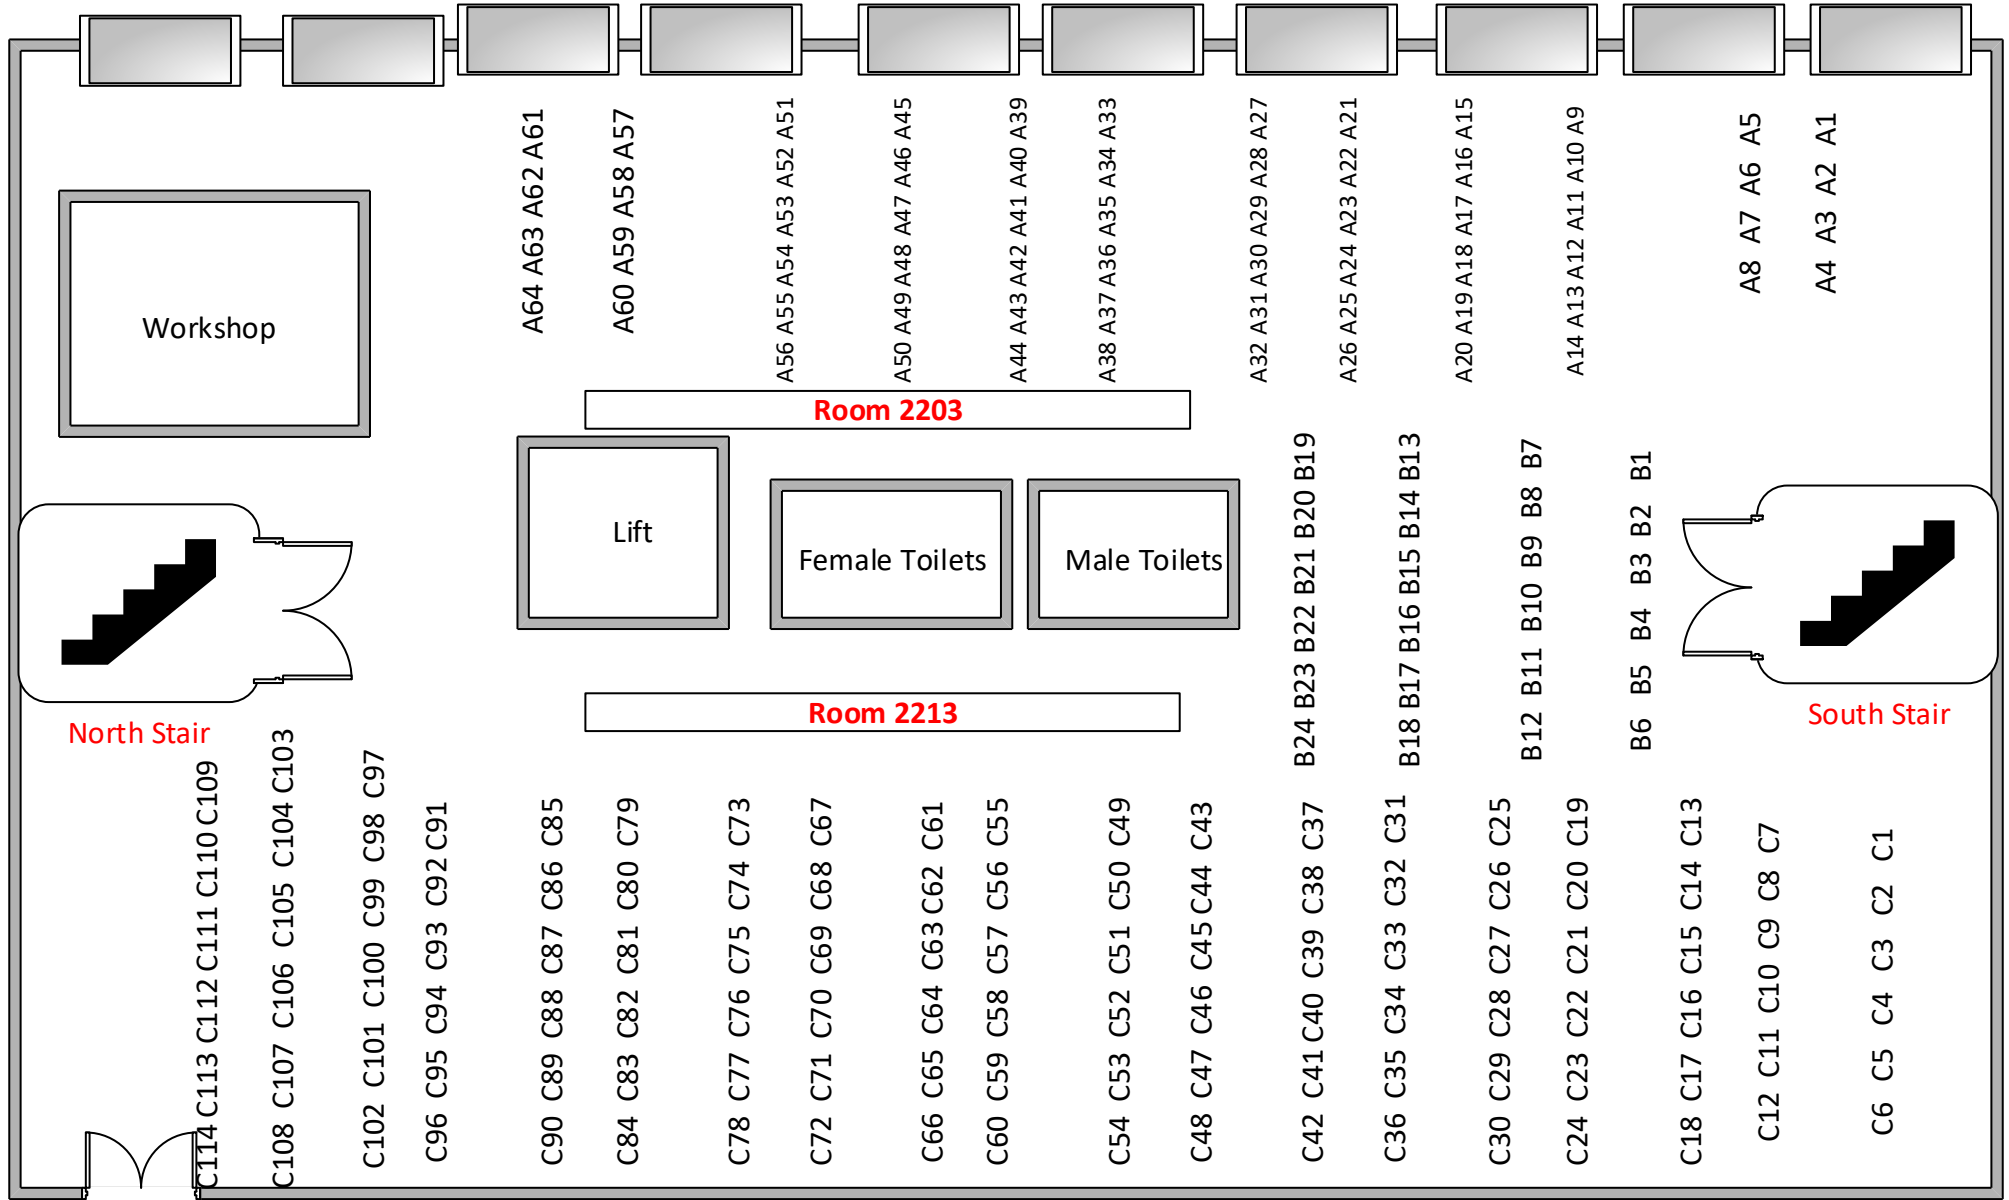 A64 A63 A62 A61
A60 A59 A58 A57
A56 A55 A54 A53 A52 A51
A50 A49 A48 A47 A46 A45
A44 A43 A42 A41 A40 A39
A38 A37 A36 A35 A34 A33
A32 A31 A30 A29 A28 A27
A26 A25 A24 A23 A22 A21
A20 A19 A18 A17 A16 A15
A14 A13 A12 A11 A10 A9
A8 A7 A6 A5
A4 A3 A2 A1
Workshop
Room 2203
Lift
Female Toilets
Male Toilets
B24 B23 B22 B21 B20 B19
B18 B17 B16 B15 B14 B13
B12 B11 B10 B9 B8 B7
B6 B5 B4 B3 B2 B1
Room 2213
North Stair
South Stair
C114 C113 C112 C111 C110 C109
C108 C107 C106 C105 C104 C103
C102 C101 C100 C99 C98 C97
C96 C95 C94 C93 C92 C91
C90 C89 C88 C87 C86 C85
C84 C83 C82 C81 C80 C79
C78 C77 C76 C75 C74 C73
C72 C71 C70 C69 C68 C67
C66 C65 C64 C63 C62 C61
C60 C59 C58 C57 C56 C55
C54 C53 C52 C51 C50 C49
C48 C47 C46 C45 C44 C43
C42 C41 C40 C39 C38 C37
C36 C35 C34 C33 C32 C31
C30 C29 C28 C27 C26 C25
C24 C23 C22 C21 C20 C19
C18 C17 C16 C15 C14 C13
C12 C11 C10 C9 C8 C7
C6 C5 C4 C3 C2 C1